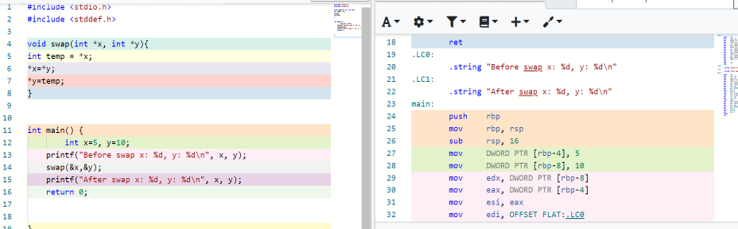 1 #include <stdio.h>
2 #include <stddef.h>
3
4 void swap(int *x, int *y){
5 int temp = *x;
6 *x=*y;
7 *y=temp;
8 }
9
10
11 int main() {
12 int x=5, y=10;
13 printf("Before swap x: %d, y: %d\n", x, y);
14 swap(&x,&y);
15 printf("After swap x: %d, y: %d\n", x, y);
16 return 0;
17
18
}
A
18 ret
19 .LC0:
20 .string "Before swap x: %d, y: %d\n"
21 .LC1:
22 .string "After swap x: %d, y: %d\n"
23 main:
24 push rbp
25 mov rbp, rsp
26 sub rsp, 16
27 mov DWORD PTR [rbp-4], 5
28 mov DWORD PTR [rbp-8], 10
29 mov edx, DWORD PTR [rbp-8]
30 mov eax, DWORD PTR [rbp-4]
31 mov esi, eax
32 mov edi, OFFSET FLAT:.LC0